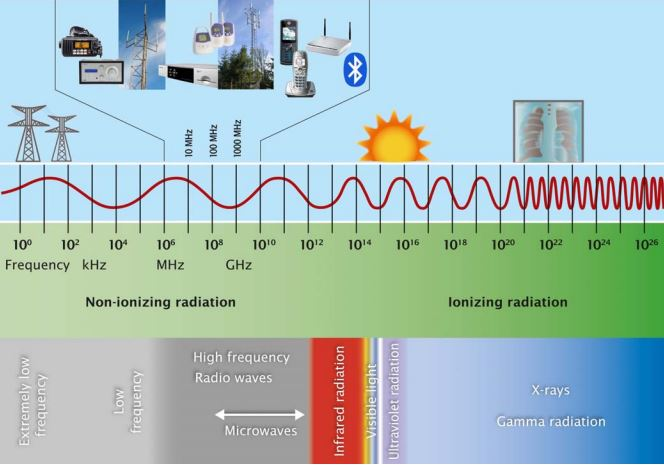 10 MHz
100 MHz
1000 MHz
10⁰ 10² 10⁴ 10⁶ 10⁸ 10¹⁰ 10¹² 10¹⁴ 10¹⁶ 10¹⁸ 10²⁰ 10²² 10²⁴ 10²⁶
Frequency kHz MHz GHz
Non-ionizing radiation
Ionizing radiation
Extremely low
frequency
Low
frequency
High frequency
Radio waves
Microwaves
Infrared radiation
Visible light
Ultraviolet radiation
X-rays
Gamma radiation